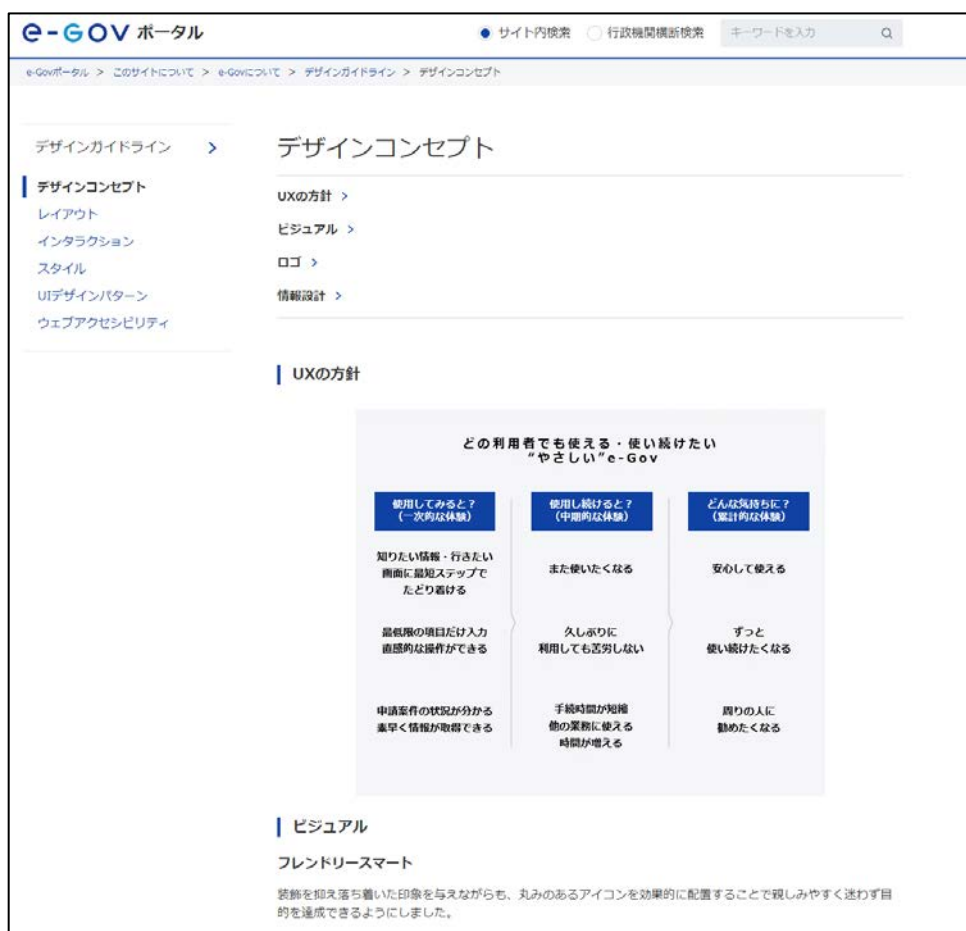 e-GOV ポータル
サイト内検索 行政機関横断検索 キーワードを入力
e-Govポータル > このサイトについて > e-Govについて > デザインガイドライン > デザインコンセプト
デザインガイドライン >
デザインコンセプト
レイアウト
インタラクション
スタイル
UIデザインパターン
ウェブアクセシビリティ
デザインコンセプト
UXの方針 >
ビジュアル >
ロゴ >
情報設計 >
UXの方針
どの利用者でも使える・使い続けたい
“やさしい”e-Gov
使用してみると?
(一次的な体験)
知りたい情報・行きたい
画面に最短ステップで
たどり着ける
最低限の項目だけ入力
直感的な操作ができる
申請案件の状況が分かる
素早く情報が取得できる
使用し続けると?
(中期的な体験)
また使いたくなる
久しぶりに
利用しても苦労しない
手続時間が短縮
他の業務に使える
時間が増える
どんな気持ちに?
(累計的な体験)
安心して使える
ずっと
使い続けたくなる
周りの人に
勧めたくなる
ビジュアル
フレンドリースマート
装飾を抑え落ち着いた印象を与えながらも、丸みのあるアイコンを効果的に配置することで親しみやすく迷わず目
的を達成できるようにしました。